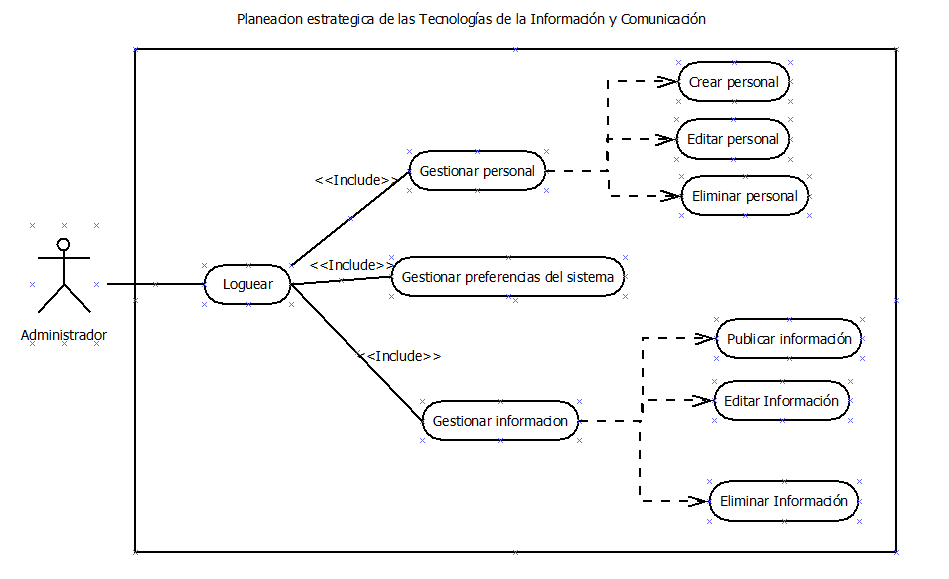 Planeacion estrategica de las Tecnologías de la Información y Comunicación
Crear personal
Editar personal
Gestionar personal
<<Include>>
Eliminar personal
<<Include>>
Gestionar preferencias del sistema
Loguear
Administrador
Publicar información
<<Include>>
Editar Información
Gestionar informacion
Eliminar Información